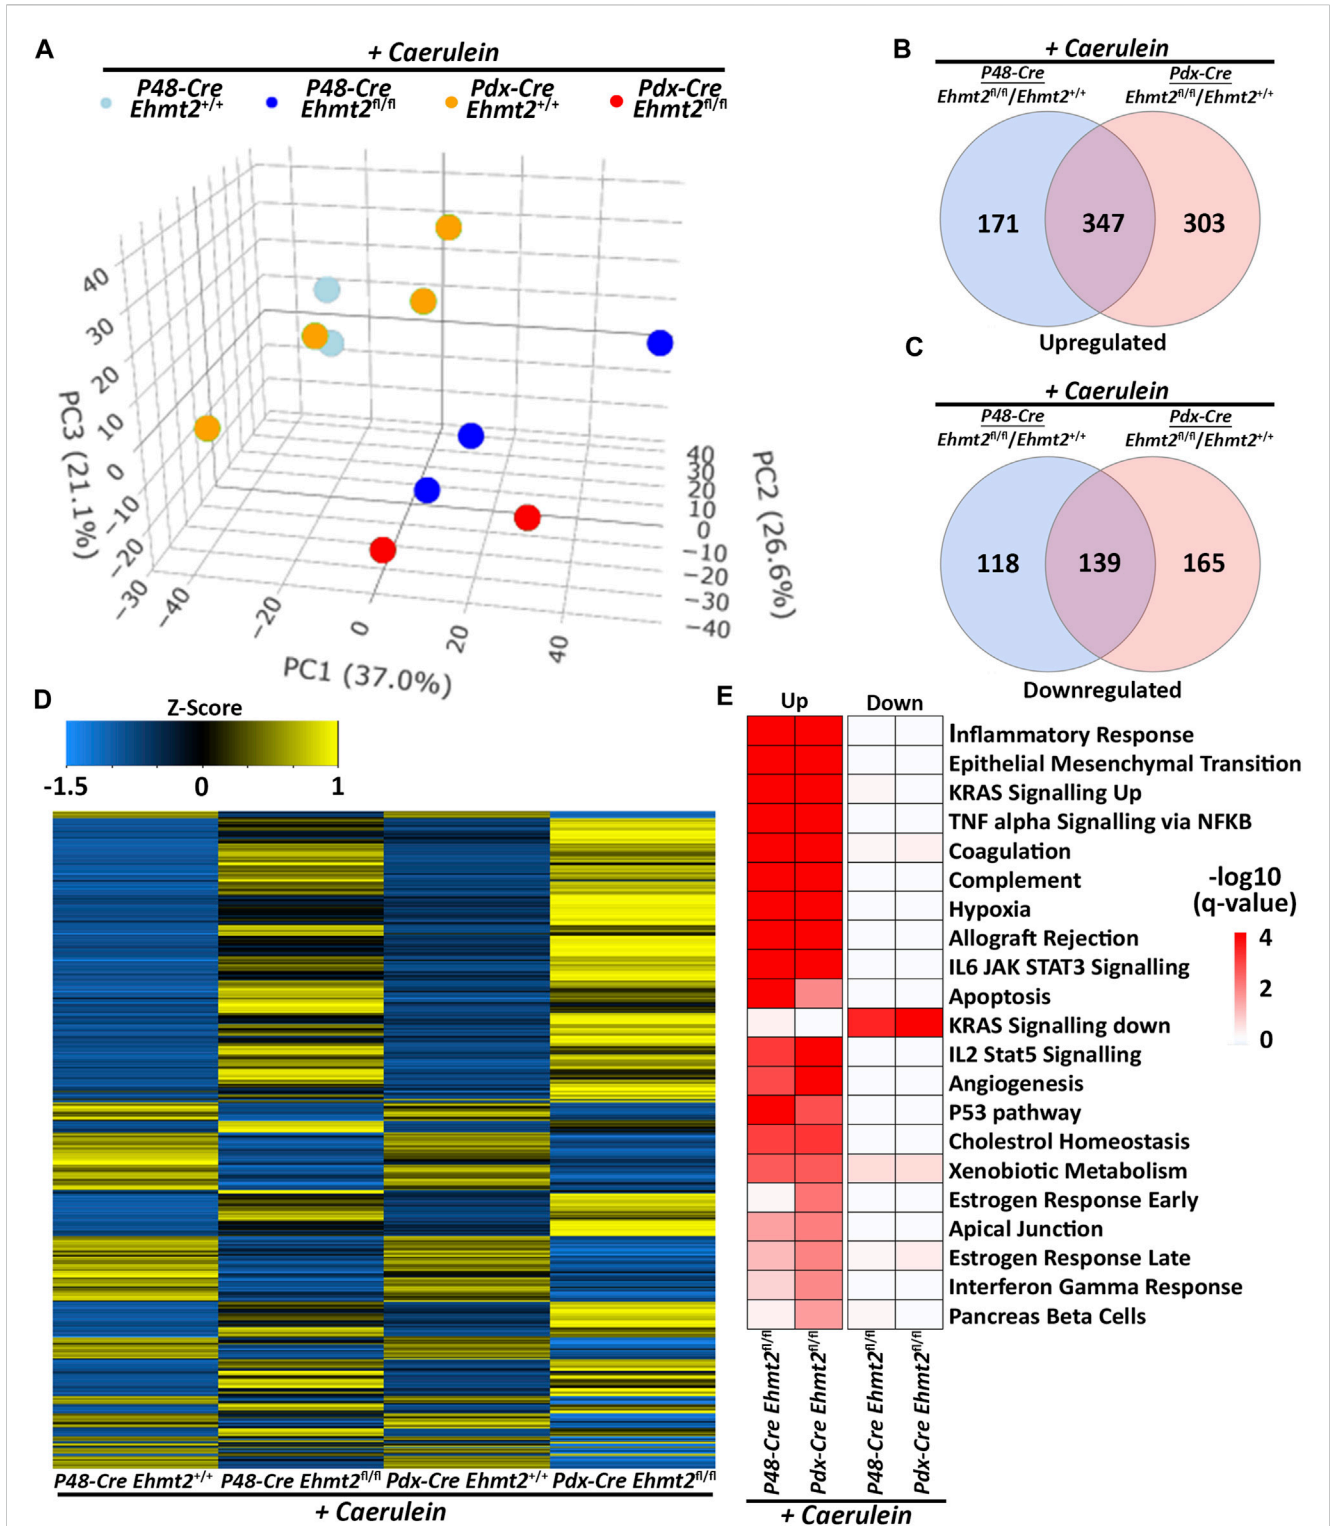 A
+ Caerulein
P48-Cre P48-Cre Pdx-Cre Pdx-Cre
Ehmt2+/+ Ehmt2fl/fl Ehmt2+/+ Ehmt2fl/fl
40
30
20
10
0
−10
−20
−30
PC3 (21.1%)
−40
−20
0
20
40
PC1 (37.0%)
40
30
20
10
0
−10
−20
−30
−40
PC2 (26.6%)
B
+ Caerulein
P48-Cre Pdx-Cre
Ehmt2fl/fl/Ehmt2+/+ Ehmt2fl/fl/Ehmt2+/+
171 347 303
Upregulated
C
+ Caerulein
P48-Cre Pdx-Cre
Ehmt2fl/fl/Ehmt2+/+ Ehmt2fl/fl/Ehmt2+/+
118 139 165
Downregulated
D
Z-Score
-1.5 0 1
P48-Cre Ehmt2+/+ P48-Cre Ehmt2fl/fl Pdx-Cre Ehmt2+/+ Pdx-Cre Ehmt2fl/fl
+ Caerulein
E
Up Down
Inflammatory Response
Epithelial Mesenchymal Transition
KRAS Signalling Up
TNF alpha Signalling via NFKB
Coagulation
Complement
Hypoxia
Allograft Rejection
IL6 JAK STAT3 Signalling
Apoptosis
KRAS Signalling down
IL2 Stat5 Signalling
Angiogenesis
P53 pathway
Cholestrol Homeostasis
Xenobiotic Metabolism
Estrogen Response Early
Apical Junction
Estrogen Response Late
Interferon Gamma Response
Pancreas Beta Cells
-log10
(q-value)
4
2
0
P48-Cre Ehmt2fl/fl
Pdx-Cre Ehmt2fl/fl
P48-Cre Ehmt2fl/fl
Pdx-Cre Ehmt2fl/fl
+ Caerulein